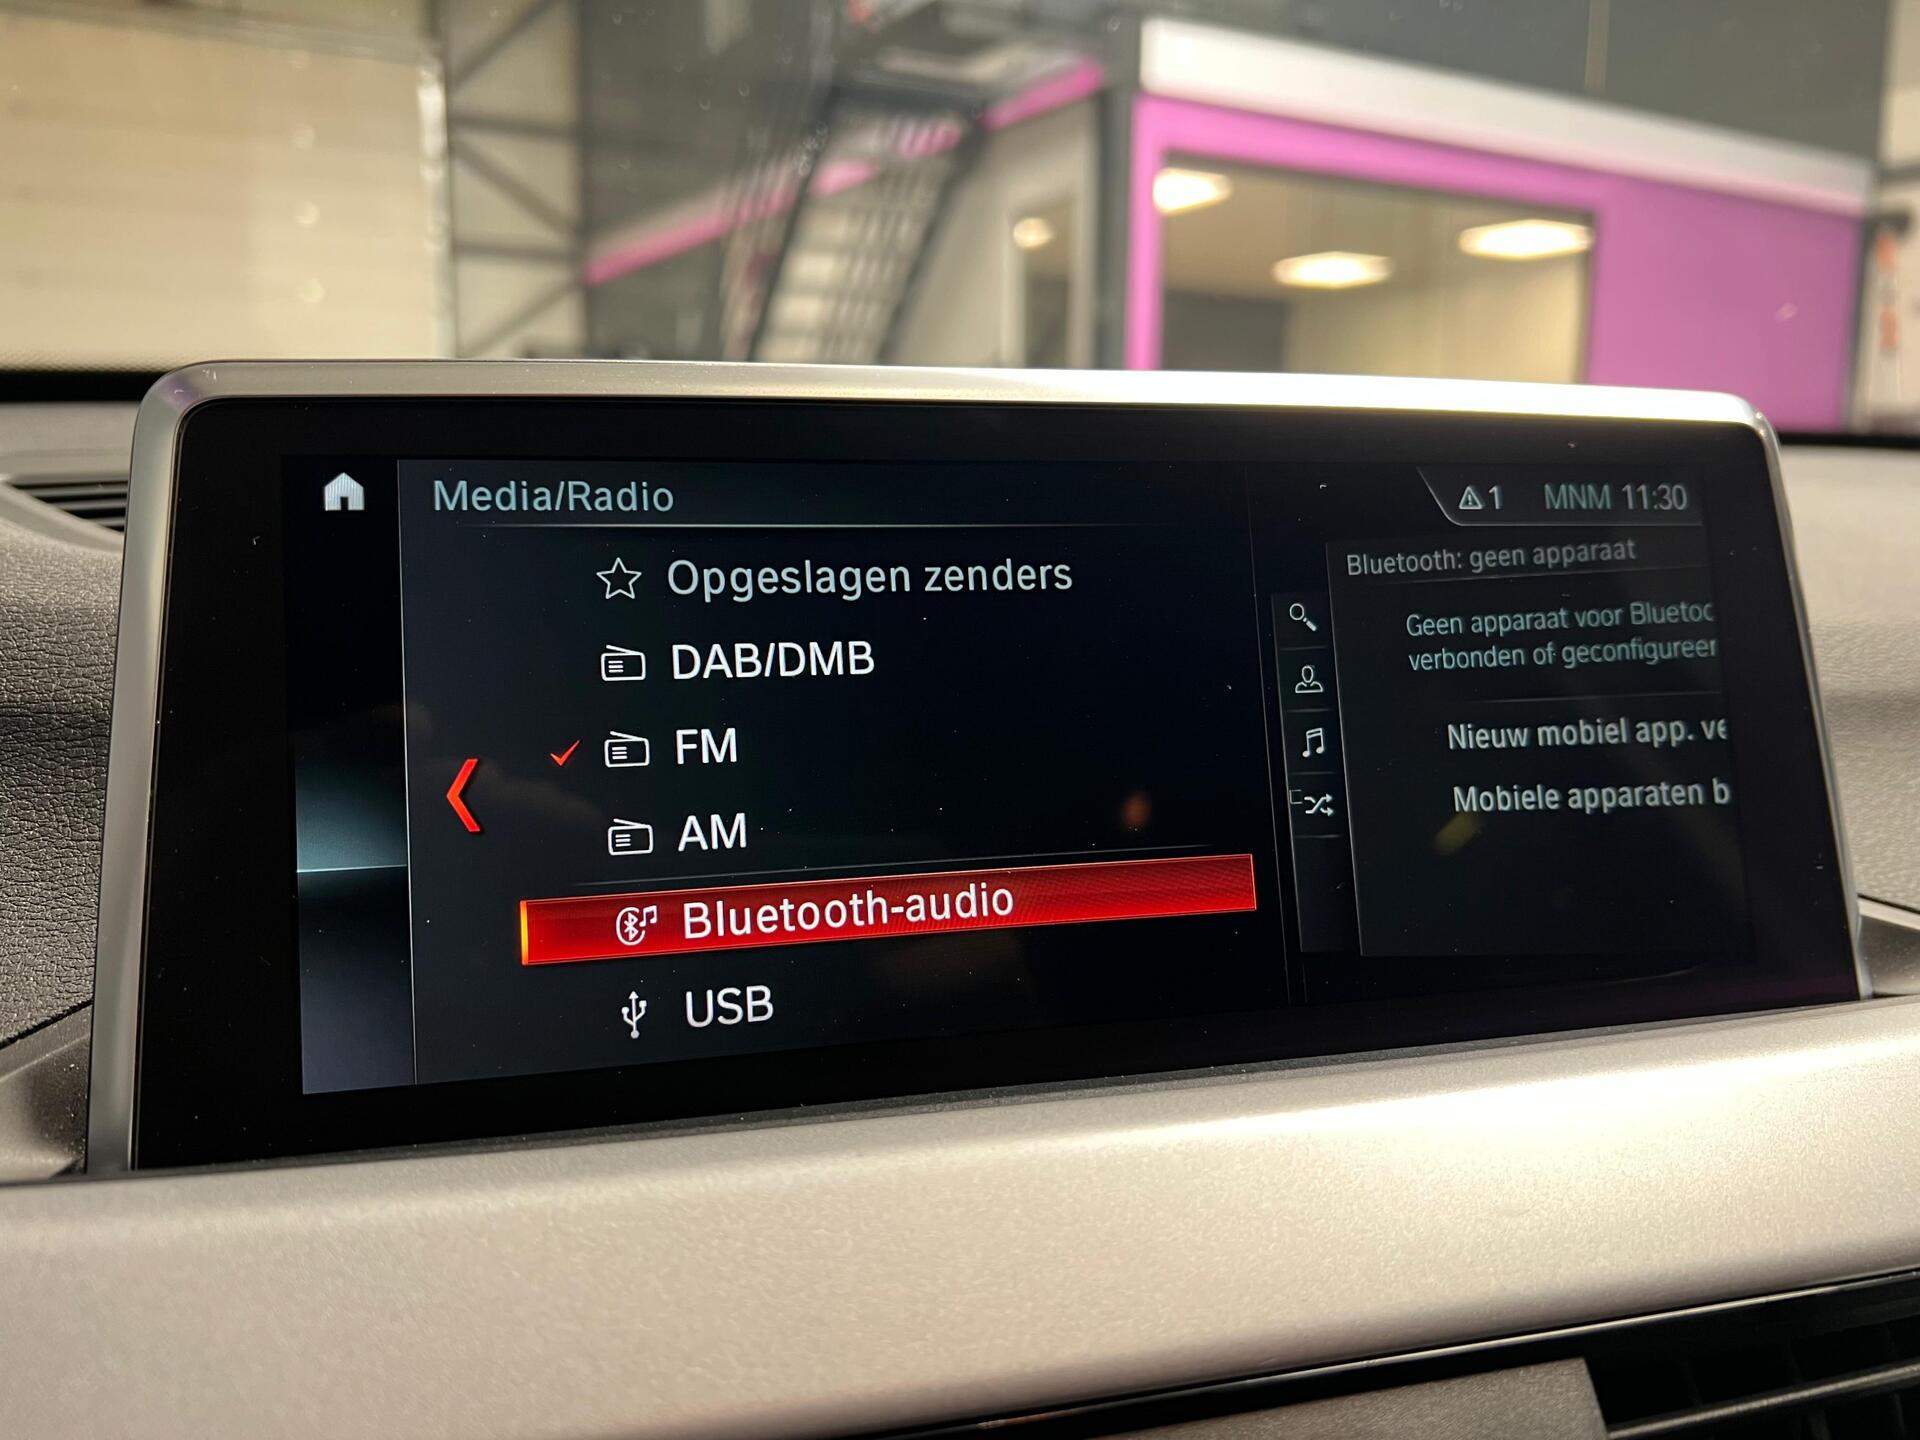 Media/Radio
1 MNM 11:30
Opgeslagen zenders
DAB/DMB
FM
AM
Bluetooth-audio
USB
Bluetooth: geen apparaat
Geen apparaat voor Bluetoc
verbonden of geconfigureer
Nieuw mobiel app. ve
Mobiele apparaten b